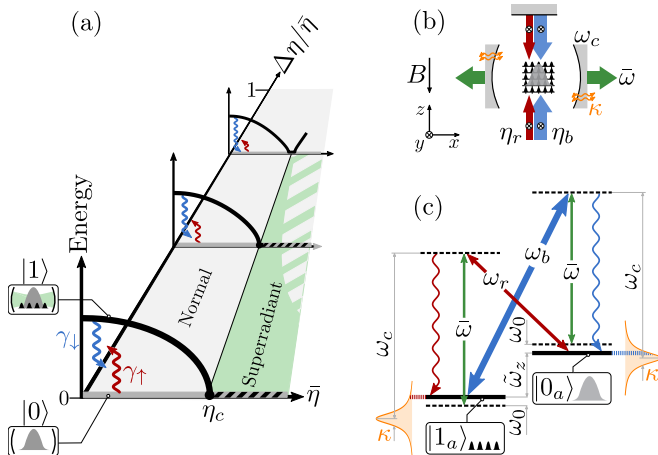 (a)
Δη/η̄
1
Energy
|1⟩
γ↓
γ↑
Normal
Superradiant
0
η_c
η̄
|0⟩
(b)
ω_c
B
ω̄
κ
z
y
x
η_r
η_b
(c)
ω_b
ω_r
ω̄
ω̄
ω_c
ω_c
ω_0
ω̃_z
|0_a⟩
κ
κ
|1_a⟩
ω_0